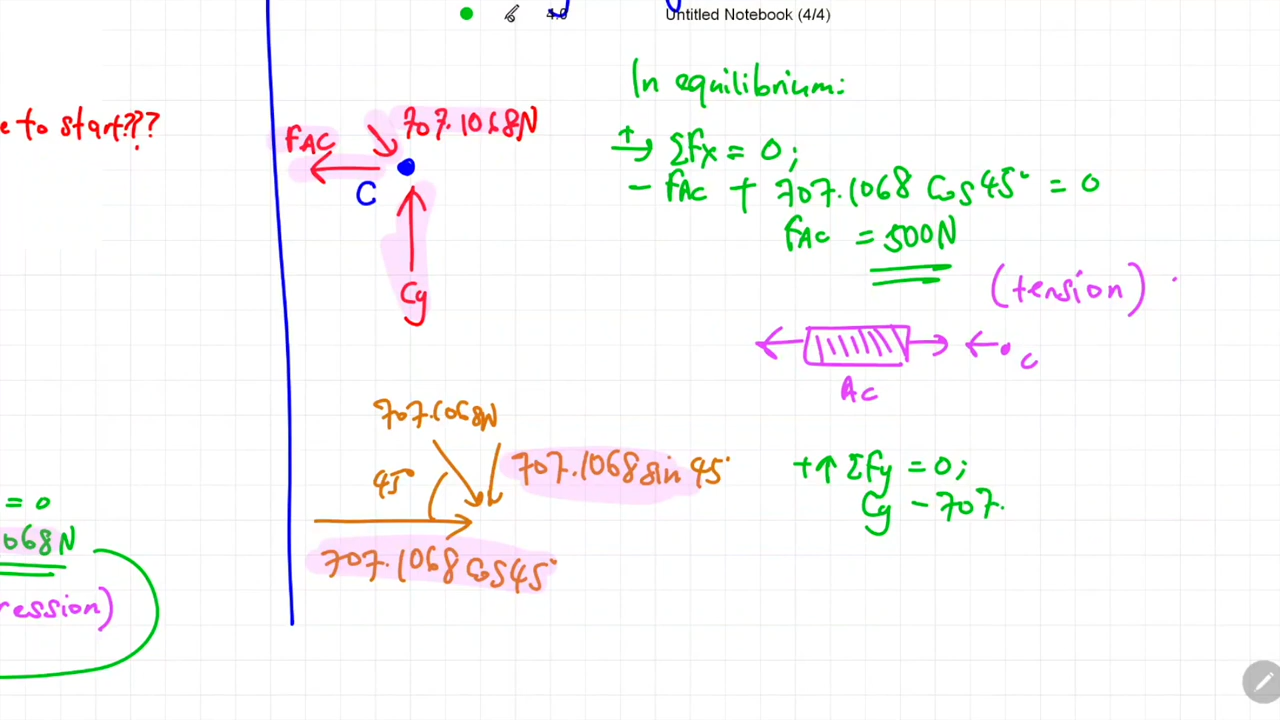 4.0
Untitled Notebook (4/4)
e to start???
FAC
707.1068N
C
Cy
In equilibrium:
+→ ΣFx = 0;
- FAC + 707.1068 Cos45° = 0
FAC = 500N
(tension)
C
AC
707.1068N
45°
707.1068 sin 45°
707.1068 Cos45°
+↑ ΣFy = 0;
Cy - 707.
= 0
068N
ression)